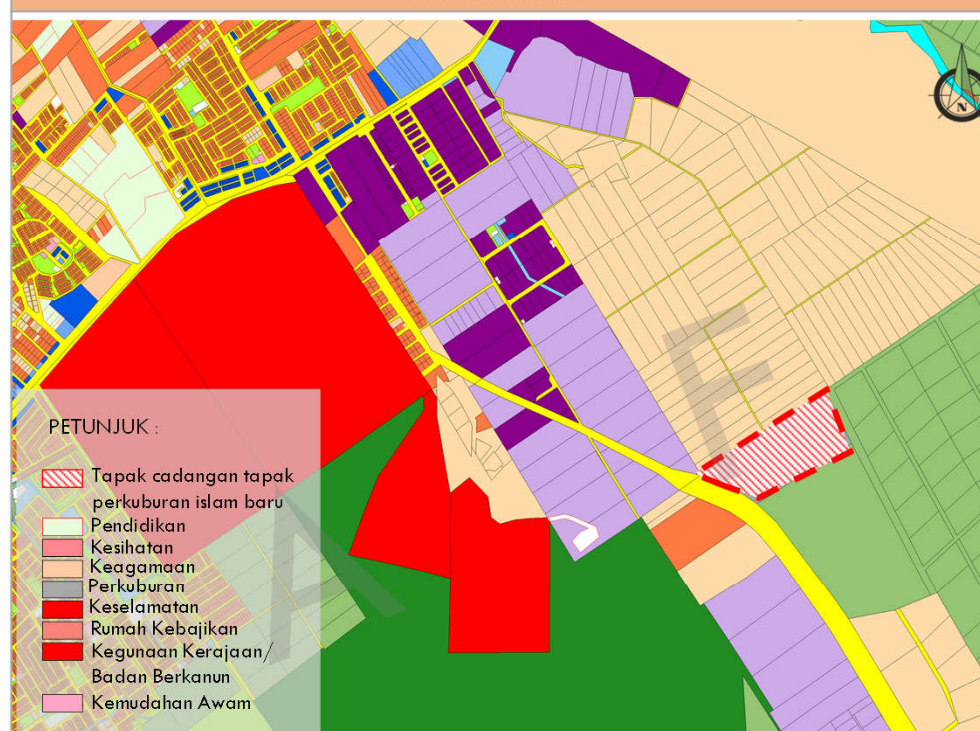 N
PETUNJUK :
Tapak cadangan tapak
perkuburan islam baru
Pendidikan
Kesihatan
Keagamaan
Perkuburan
Keselamatan
Rumah Kebajikan
Kegunaan Kerajaan/
Badan Berkanun
Kemudahan Awam